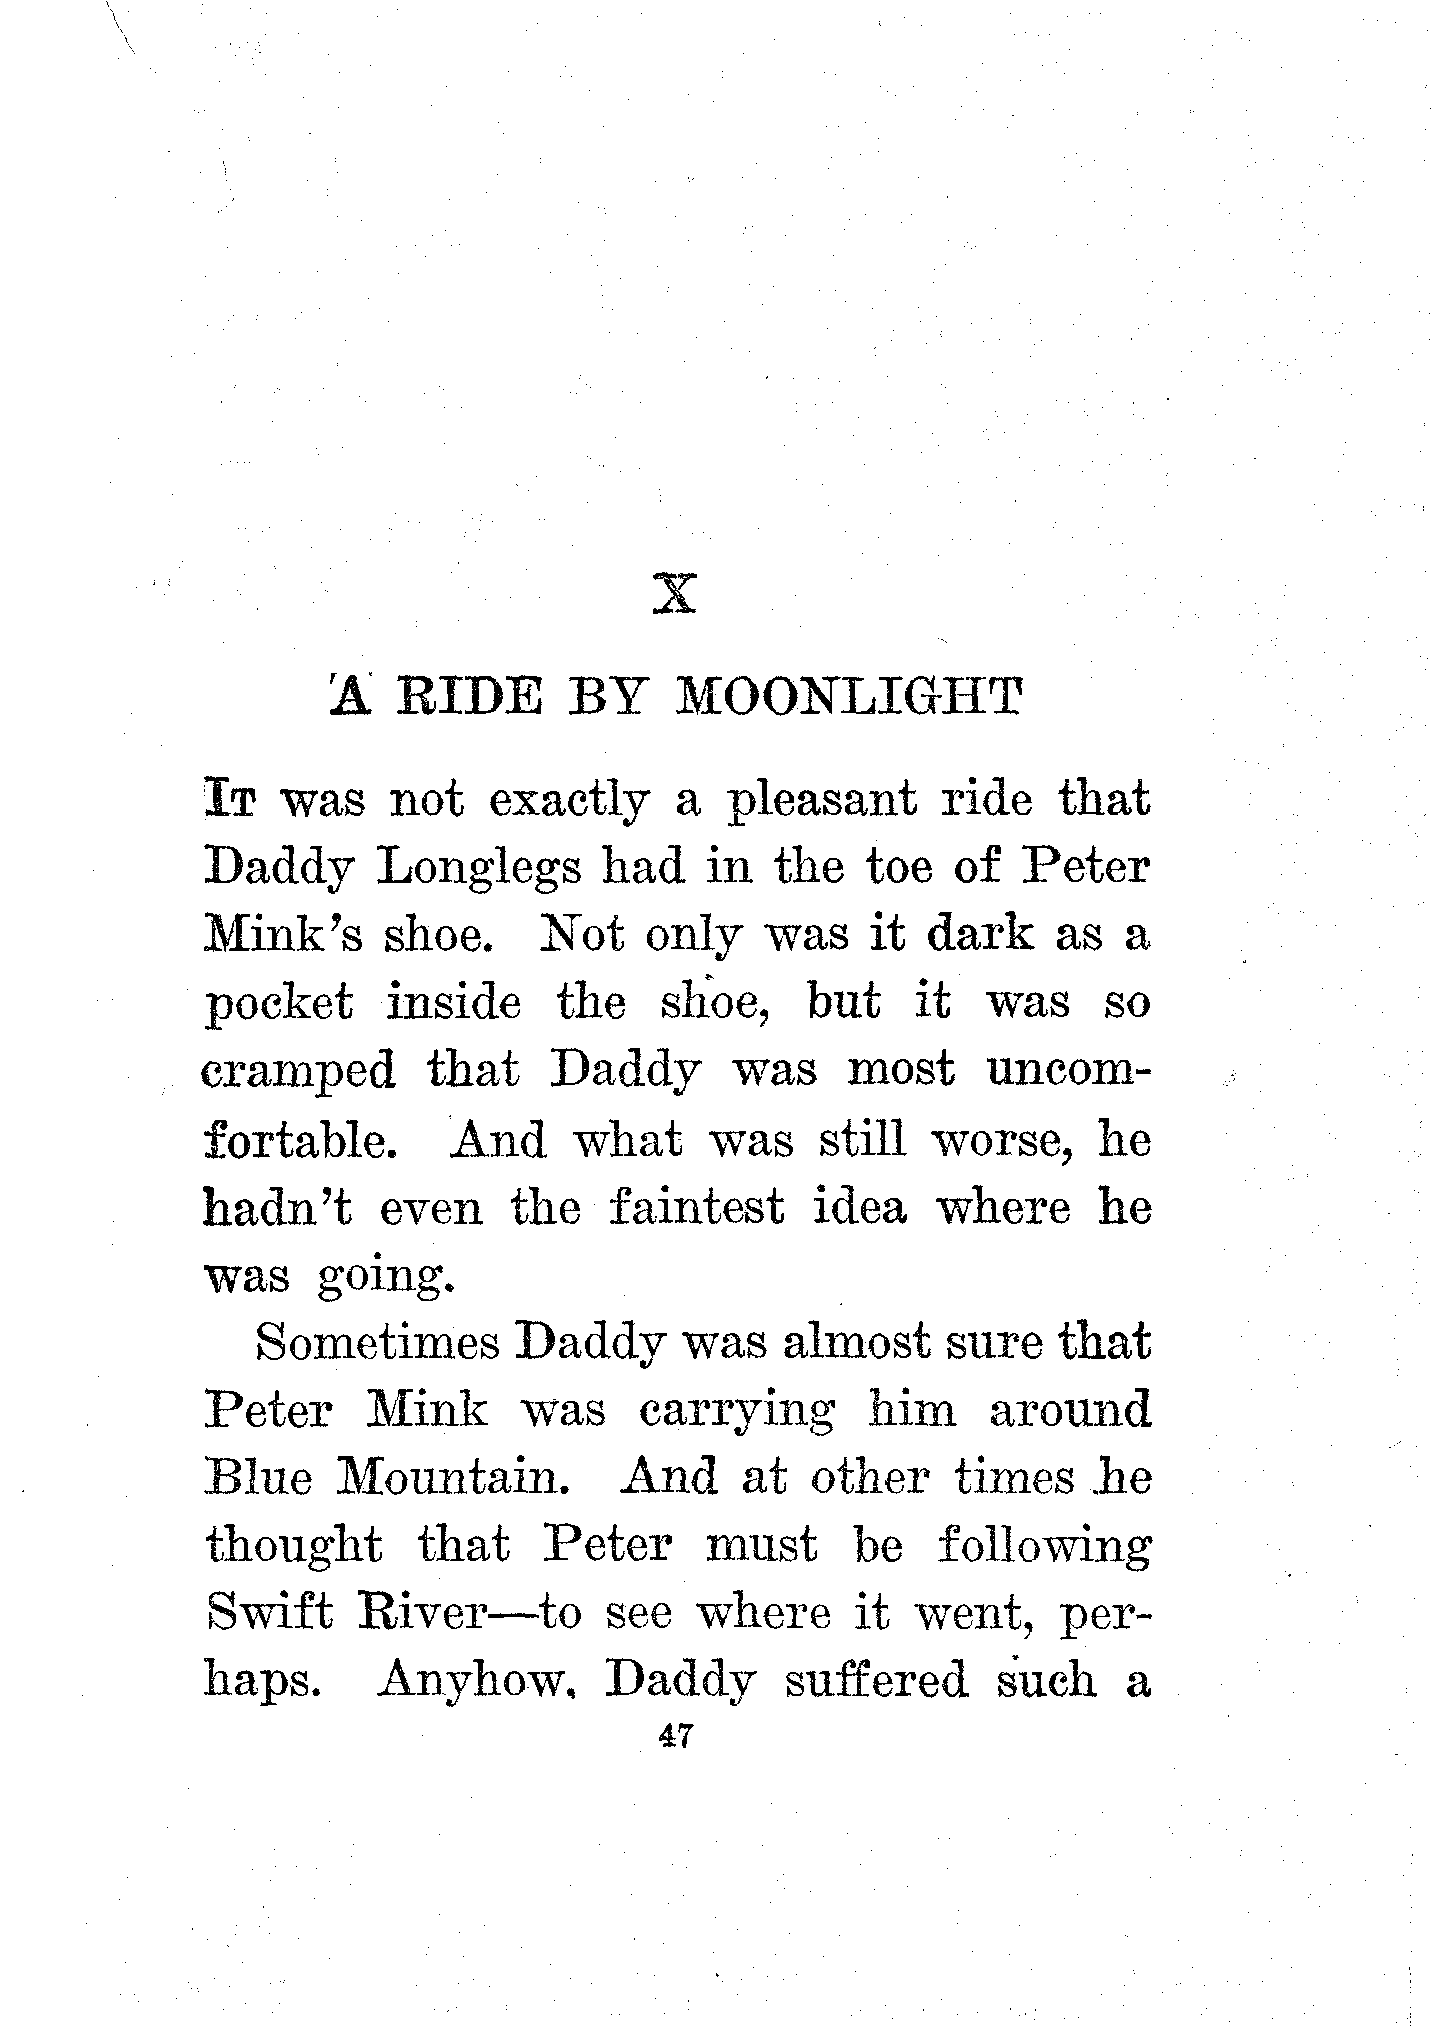 X
A RIDE BY MOONLIGHT
It was not exactly a pleasant ride that
Daddy Longlegs had in the toe of Peter
Mink's shoe. Not only was it dark as a
pocket inside the shoe, but it was so
cramped that Daddy was most uncom-
fortable. And what was still worse, he
hadn't even the faintest idea where he
was going.
Sometimes Daddy was almost sure that
Peter Mink was carrying him around
Blue Mountain. And at other times he
thought that Peter must be following
Swift River—to see where it went, per-
haps. Anyhow, Daddy suffered such a
47